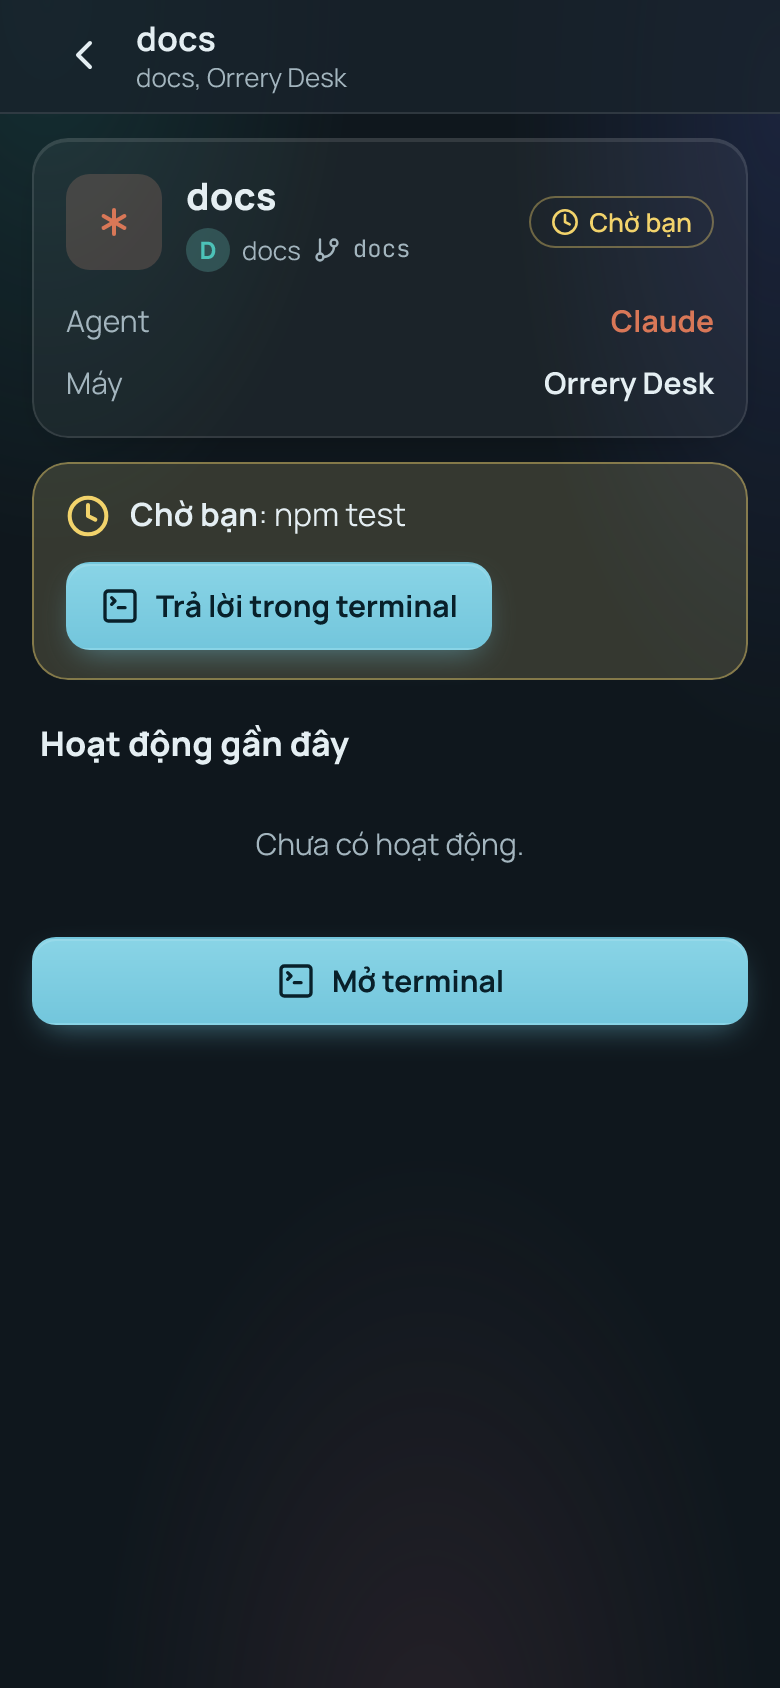 docs
docs, Orrery Desk
docs
Chờ bạn
D docs docs
Agent Claude
Máy Orrery Desk
Chờ bạn: npm test
Trả lời trong terminal
Hoạt động gần đây
Chưa có hoạt động.
Mở terminal